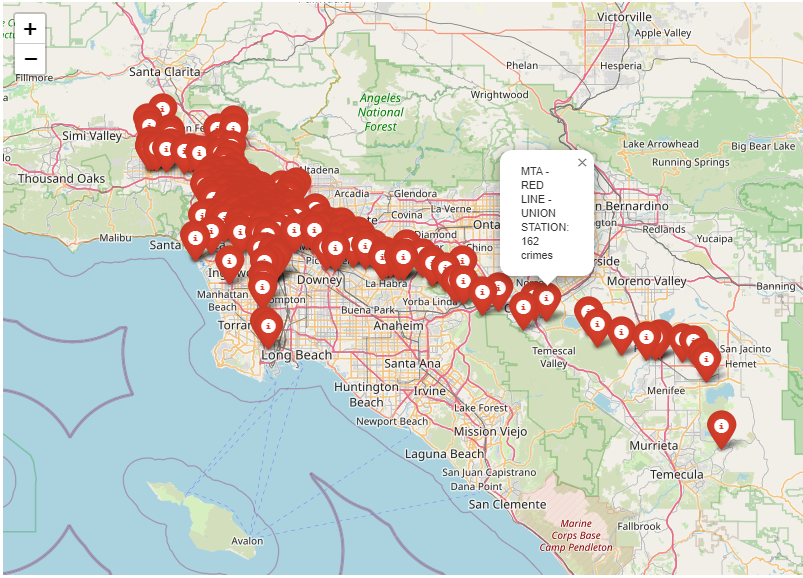 +
−
Victorville
Apple Valley
Santa Clarita
Phelan
Hesperia
Fillmore
Wrightwood
Angeles
National
Forest
Simi Valley
Lake Arrowhead
Big Bear Lake
Running Springs
×
MTA -
RED
LINE -
UNION
STATION:
162
crimes
Thousand Oaks
Altadena
Arcadia
Glendora
La Verne
Covina
Bernardino
Redlands
Yucaipa
Malibu
Santa
Diamond
Chino
Banning
Downey
La Habra
Yorba Linda
Moreno Valley
Manhattan
Beach
Compton
Buena Park
Anaheim
Long Beach
Temescal
Valley
San Jacinto
Hemet
Santa Ana
Menifee
Huntington
Beach
Irvine
Lake Forest
Newport Beach
Mission Viejo
Murrieta
Laguna Beach
San Juan Capistrano
Temecula
Dana Point
San Clemente
Marine
Corps Base
Camp Pendleton
Fallbrook
Avalon